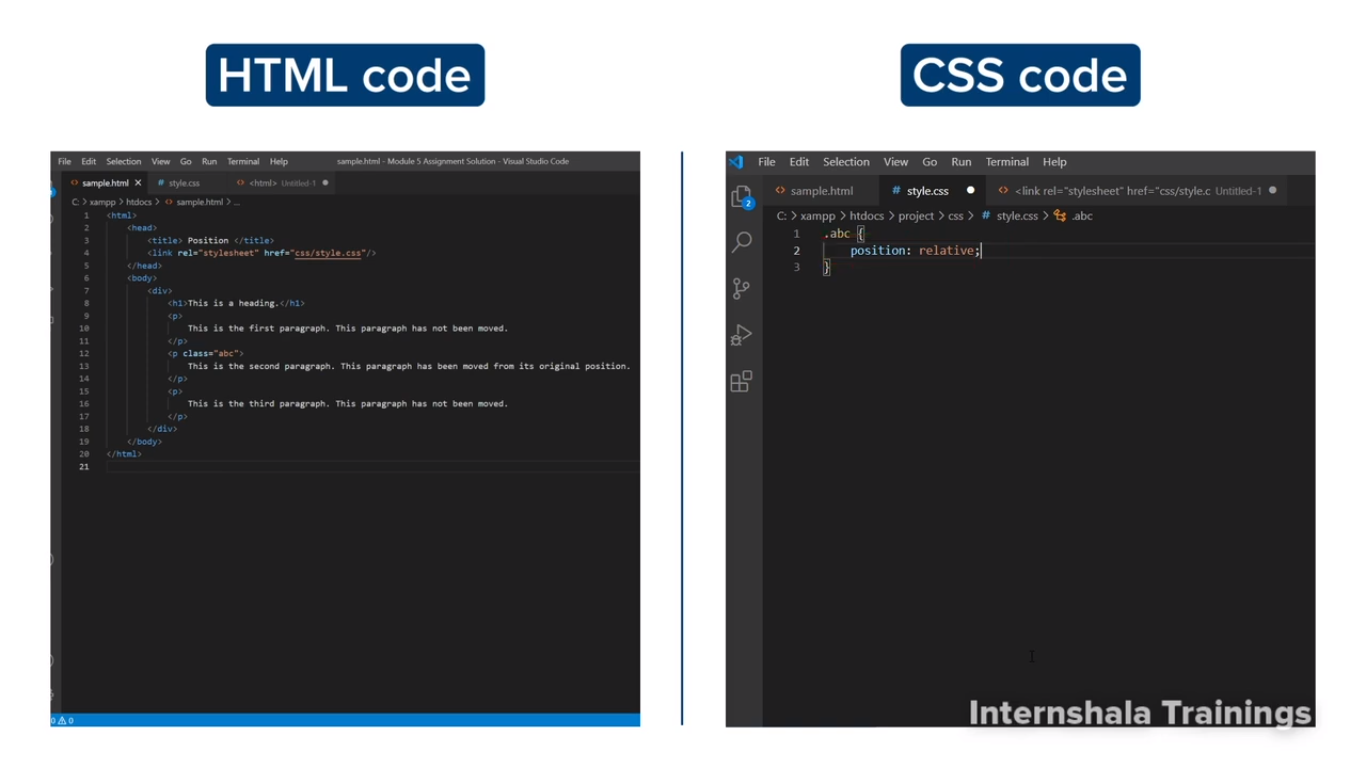 HTML code
File Edit Selection View Go Run Terminal Help sample.html - Module 5 Assignment Solution - Visual Studio Code
sample.html # style.css <html> Untitled-1
C: > xampp > htdocs > sample.html > ...
1 <html>
2 <head>
3 <title> Position </title>
4 <link rel="stylesheet" href="css/style.css"/>
5 </head>
6 <body>
7 <div>
8 <h1>This is a heading.</h1>
9 <p>
10 This is the first paragraph. This paragraph has not been moved.
11 </p>
12 <p class="abc">
13 This is the second paragraph. This paragraph has been moved from its original position.
14 </p>
15 <p>
16 This is the third paragraph. This paragraph has not been moved.
17 </p>
18 </div>
19 </body>
20 </html>
21
0 0
CSS code
File Edit Selection View Go Run Terminal Help
sample.html # style.css <link rel="stylesheet" href="css/style.c Untitled-1
2
C: > xampp > htdocs > project > css > # style.css > .abc
1 .abc {
2 position: relative;
3 }
Internshala Trainings